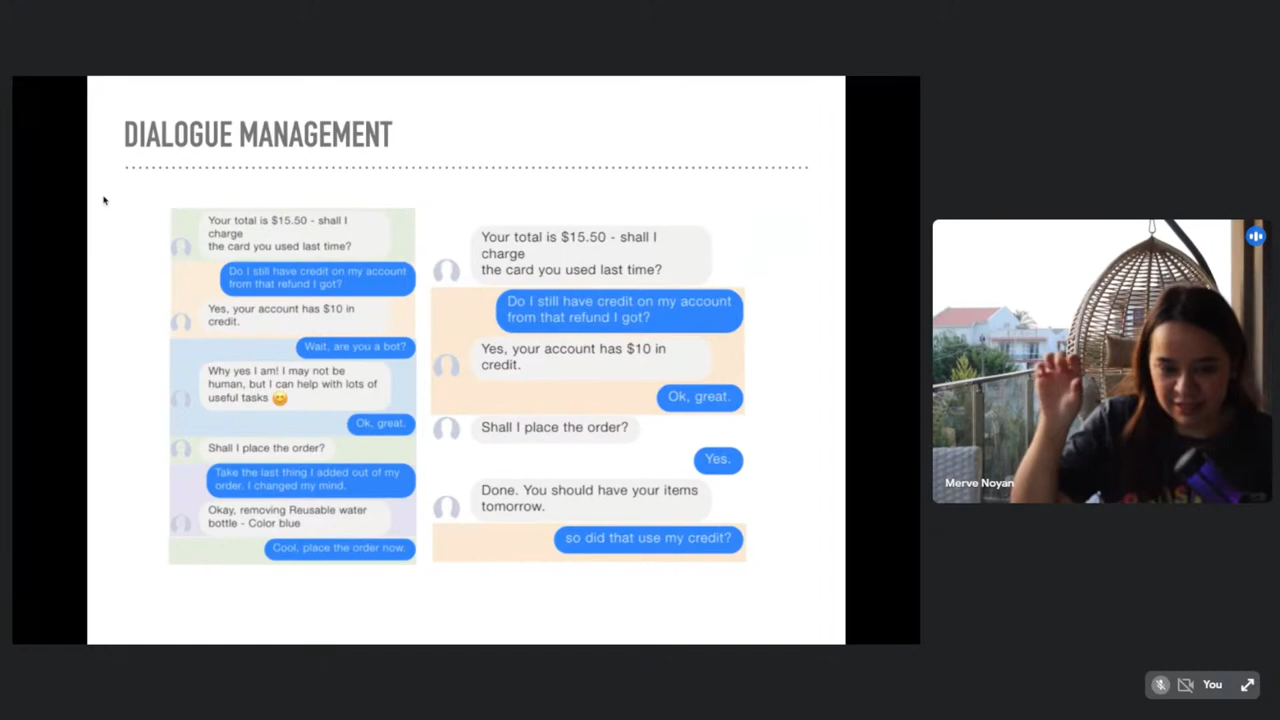 DIALOGUE MANAGEMENT
Your total is $15.50 - shall I
charge
the card you used last time?
Do I still have credit on my account
from that refund I got?
Yes, your account has $10 in
credit.
Wait, are you a bot?
Why yes I am! I may not be
human, but I can help with lots of
useful tasks 😊
Ok, great.
Shall I place the order?
Take the last thing I added out of my
order. I changed my mind.
Okay, removing Reusable water
bottle - Color blue
Cool, place the order now.
Your total is $15.50 - shall I
charge
the card you used last time?
Do I still have credit on my account
from that refund I got?
Yes, your account has $10 in
credit.
Ok, great.
Shall I place the order?
Yes.
Done. You should have your items
tomorrow.
so did that use my credit?
Merve Noyan
You